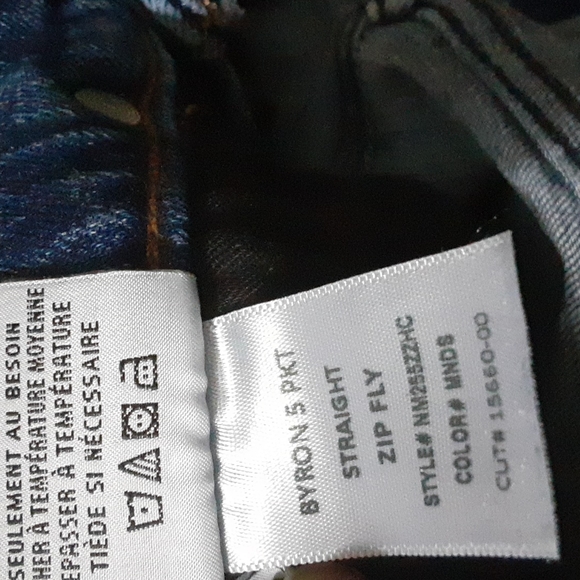 SEULEMENT AU BESOIN
HER À TEMPÉRATURE MOYENNE
EPASSER À TEMPÉRATURE
TIÈDE SI NÉCESSAIRE
BYRON 5 PKT
STRAIGHT
ZIP FLY
STYLE# NM255ZZHC
COLOR# MNDS
CUT# 15660-00